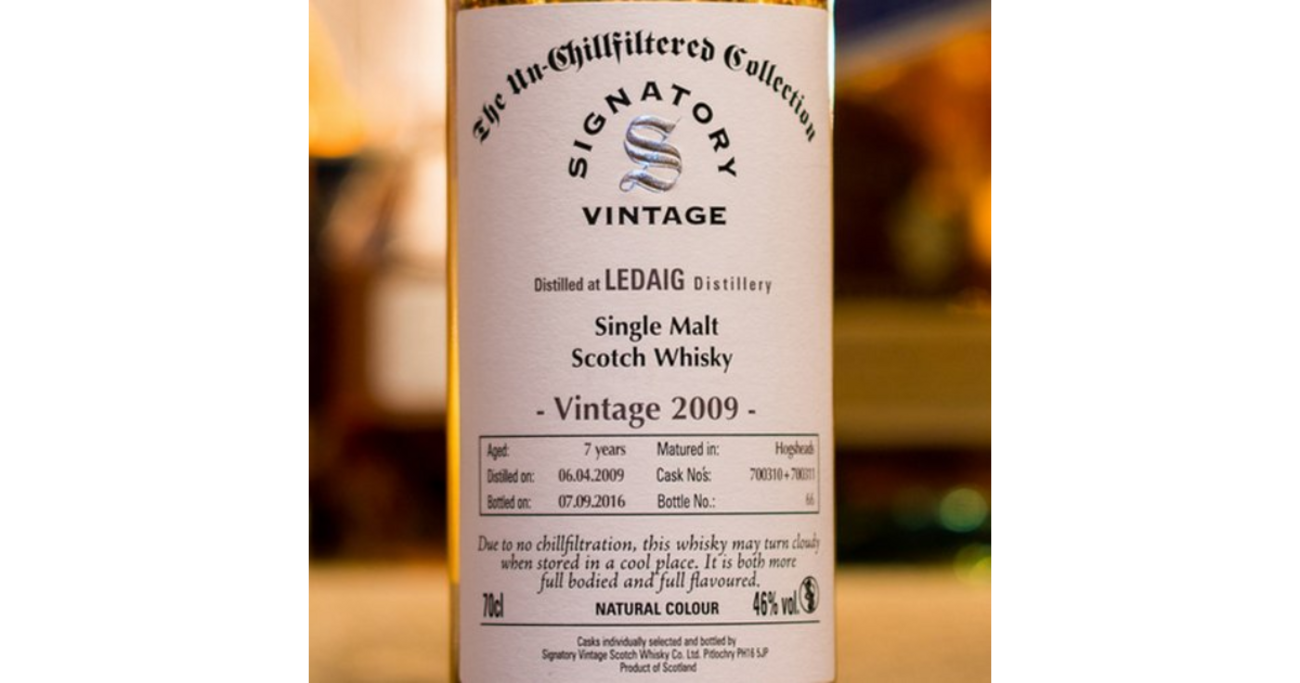 The Un-Chillfiltered Collection
SIGNATORY
S
VINTAGE
Distilled at LEDAIG Distillery
Single Malt
Scotch Whisky
- Vintage 2009 -
Aged: 7 years Matured in: Hogsheads
Distilled on: 06.04.2009 Cask No's: 700310+700311
Bottled on: 07.09.2016 Bottle No.: 66
Due to no chillfiltration, this whisky may turn cloudy
when stored in a cool place. It is both more
full bodied and full flavoured.
70cl NATURAL COLOUR 46% vol.
Casks individually selected and bottled by
Signatory Vintage Scotch Whisky Co. Ltd. Pitlochry PH16 5JP
Product of Scotland